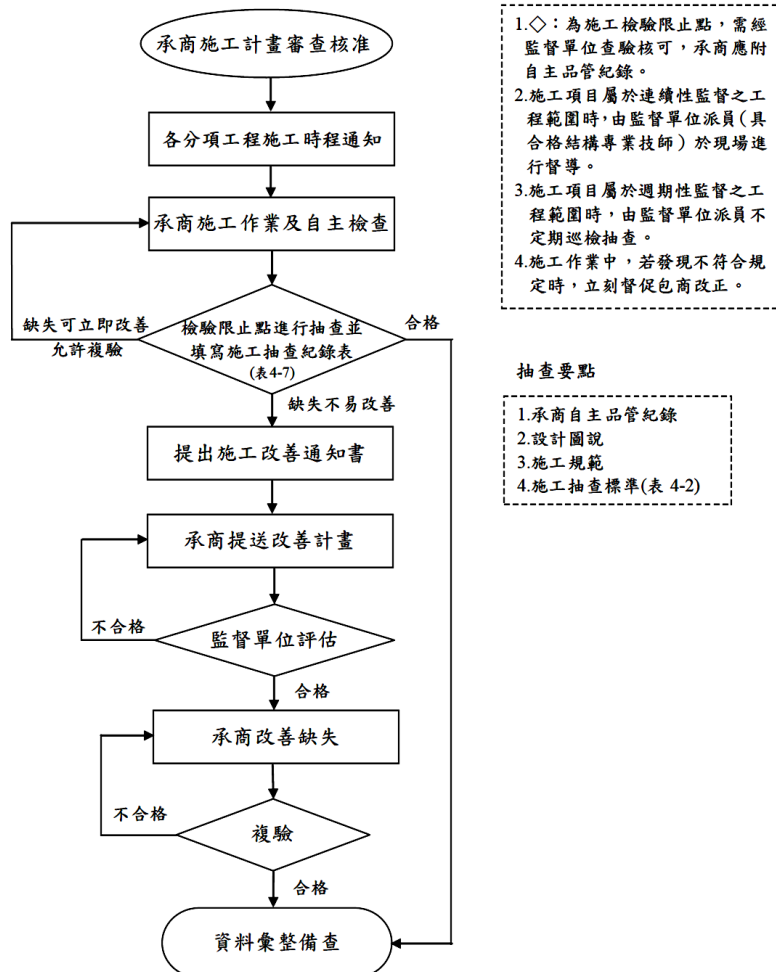 承商施工計畫審查核准
各分項工程施工時程通知
承商施工作業及自主檢查
缺失可立即改善
允許複驗
檢驗限止點進行抽查並
填寫施工抽查紀錄表
(表4-7)
合格
缺失不易改善
提出施工改善通知書
承商提送改善計畫
不合格
監督單位評估
合格
承商改善缺失
不合格
複驗
合格
資料彙整備查
1.◇：為施工檢驗限止點，需經
監督單位查驗核可，承商應附
自主品管紀錄。
2.施工項目屬於連續性監督之工
程範圍時，由監督單位派員(具
合格結構專業技師)於現場進
行督導。
3.施工項目屬於週期性監督之工
程範圍時，由監督單位派員不
定期巡檢抽查。
4.施工作業中，若發現不符合規
定時，立刻督促包商改正。
抽查要點
1.承商自主品管紀錄
2.設計圖說
3.施工規範
4.施工抽查標準(表 4-2)